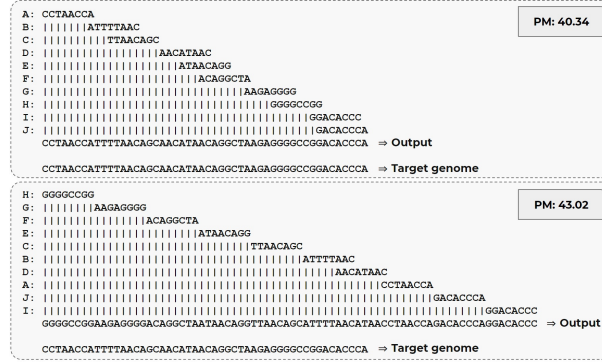 A: CCTAACCA
B: |||||||ATTTTAAC
C: ||||||||||TTAACAGC
D: ||||||||||||||||||AACATAAC
E: |||||||||||||||||||||ATAACAGG
F: ||||||||||||||||||||||||ACAGGCTA
G: |||||||||||||||||||||||||||||||AAGAGGGG
H: |||||||||||||||||||||||||||||||||||GGGGCCGG
I: |||||||||||||||||||||||||||||||||||||||||GGACACCC
J: ||||||||||||||||||||||||||||||||||||||||||GACACCCA
CCTAACCATTTTAACAGCAACATAACAGGCTAAGAGGGGCCGGACACCCA ⇒ Output
CCTAACCATTTTAACAGCAACATAACAGGCTAAGAGGGGCCGGACACCCA ⇒ Target genome
PM: 40.34
H: GGGGCCGG
G: ||||||||AAGAGGGG
F: ||||||||||||||||ACAGGCTA
E: ||||||||||||||||||||||||ATAACAGG
C: ||||||||||||||||||||||||||||||||TTAACAGC
B: ||||||||||||||||||||||||||||||||||||||||ATTTTAAC
D: |||||||||||||||||||||||||||||||||||||||||||||AACATAAC
A: ||||||||||||||||||||||||||||||||||||||||||||||||||||CCTAACCA
J: ||||||||||||||||||||||||||||||||||||||||||||||||||||||||||||GACACCCA
I: ||||||||||||||||||||||||||||||||||||||||||||||||||||||||||||||||||||GGACACCC
GGGGCCGGAAGAGGGGACAGGCTAATAACAGGTTAACAGCATTTTAACATAACCTAACCAGACACCCAGGACACCC ⇒ Output
CCTAACCATTTTAACAGCAACATAACAGGCTAAGAGGGGCCGGACACCCA ⇒ Target genome
PM: 43.02